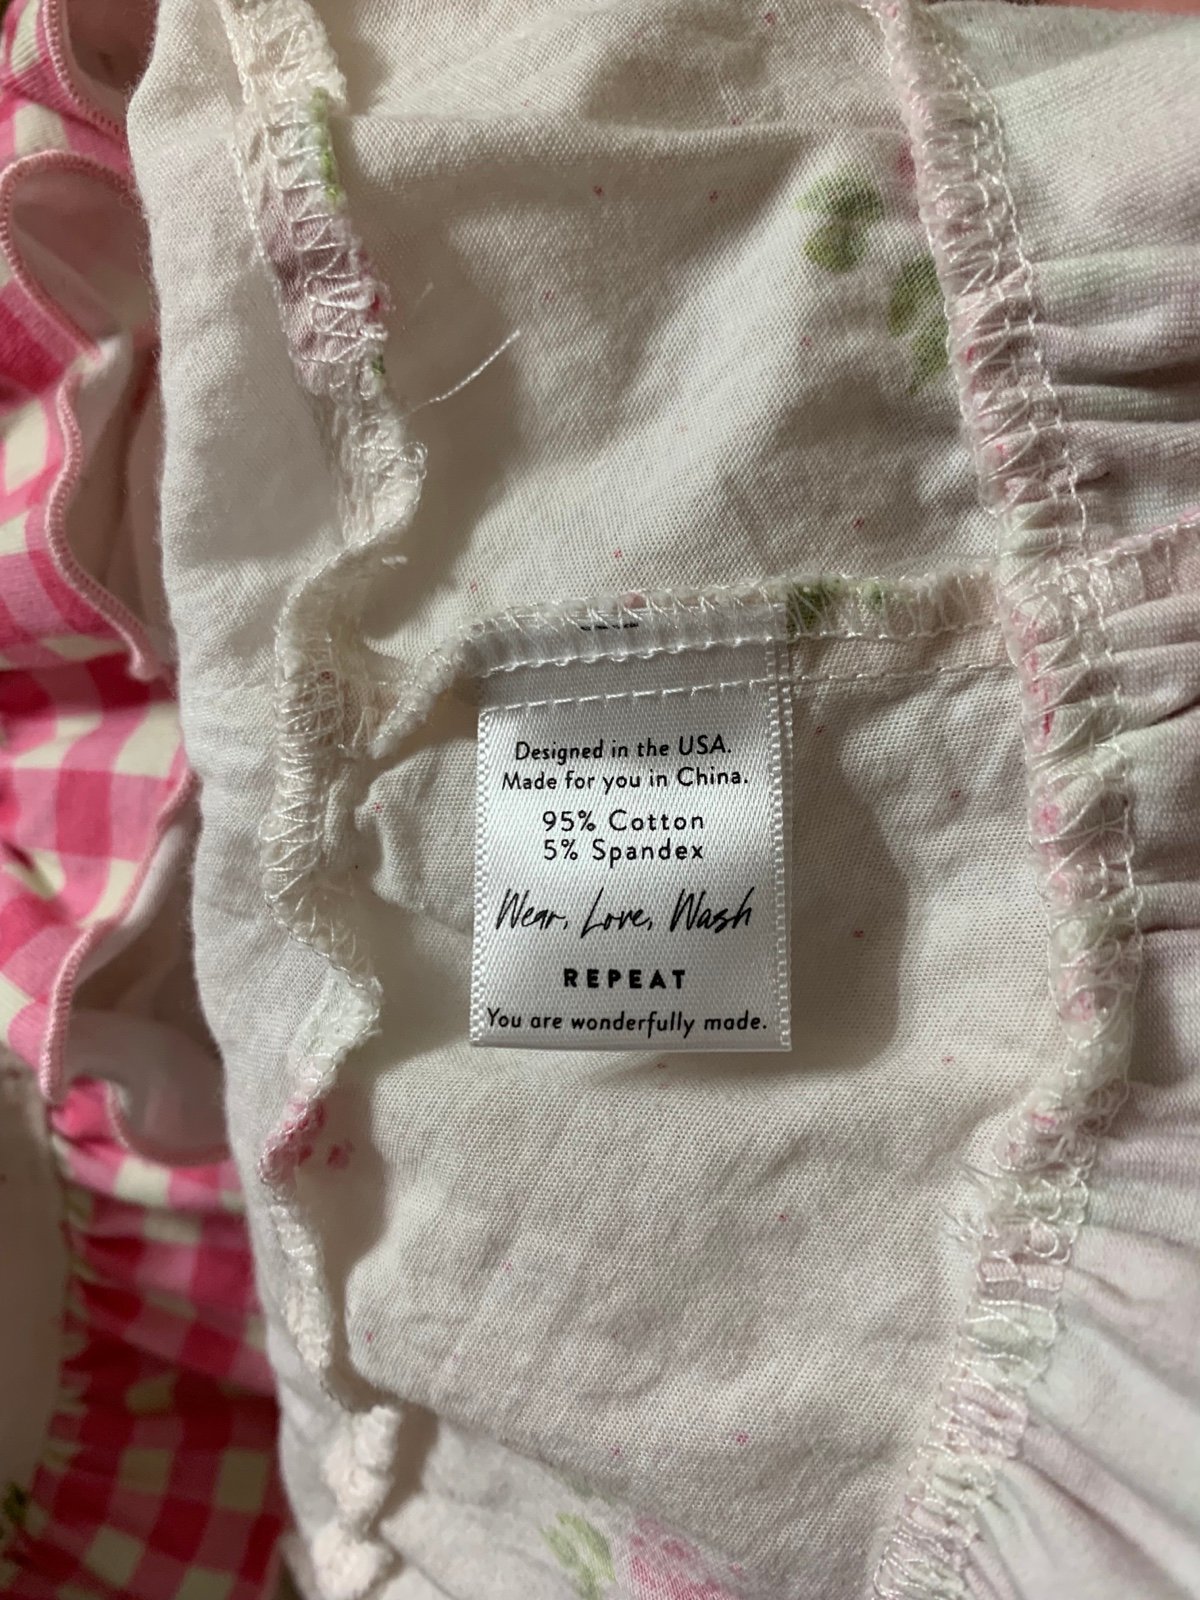 Designed in the USA.
Made for you in China.
95% Cotton
5% Spandex
Wear, Love, Wash
REPEAT
You are wonderfully made.